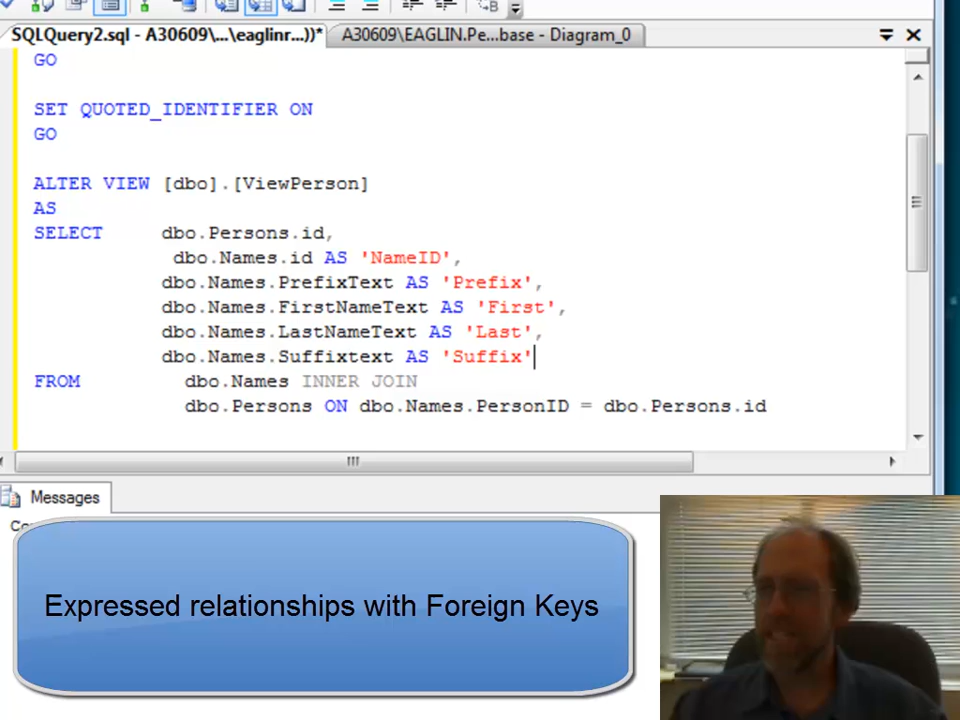 SQLQuery2.sql - A30609\...\eaglinr...))* A30609\EAGLIN.Pe...base - Diagram_0
GO
SET QUOTED_IDENTIFIER ON
GO
ALTER VIEW [dbo].[ViewPerson]
AS
SELECT dbo.Persons.id,
dbo.Names.id AS 'NameID',
dbo.Names.PrefixText AS 'Prefix',
dbo.Names.FirstNameText AS 'First',
dbo.Names.LastNameText AS 'Last',
dbo.Names.Suffixtext AS 'Suffix'
FROM dbo.Names INNER JOIN
dbo.Persons ON dbo.Names.PersonID = dbo.Persons.id
Messages
Expressed relationships with Foreign Keys